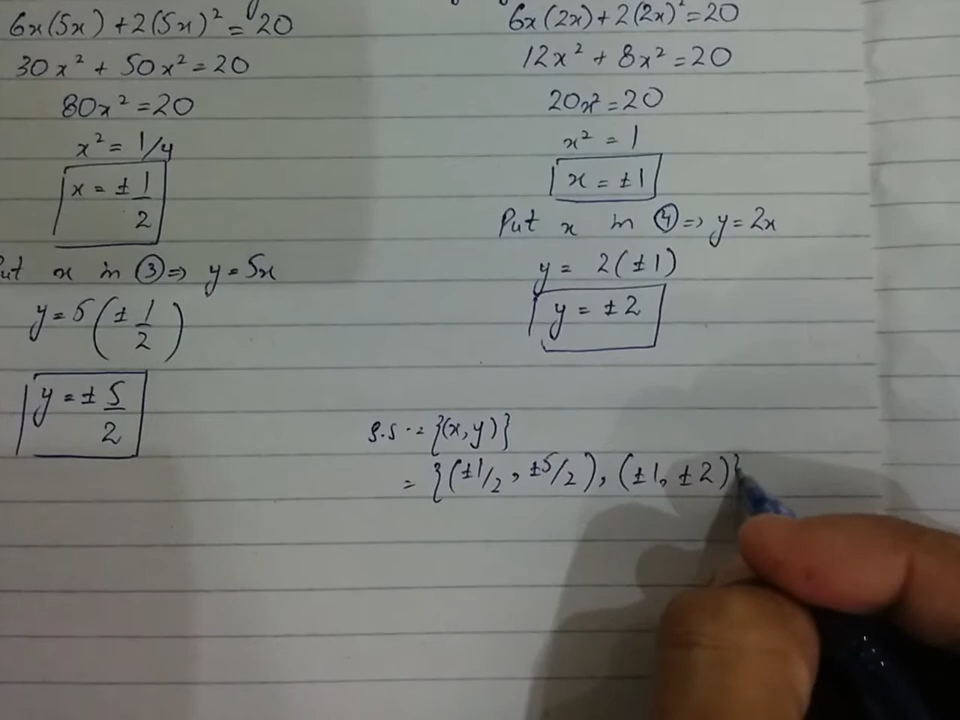 6x(5x) + 2(5x)² = 20
30x² + 50x² = 20
80x² = 20
x² = 1/4
x = ± 1/2
Put x in ③ ⇒ y = 5x
y = 5(± 1/2)
y = ± 5/2
6x(2x) + 2(2x)² = 20
12x² + 8x² = 20
20x² = 20
x² = 1
x = ±1
Put x in ④ ⇒ y = 2x
y = 2(±1)
y = ±2
S.S = {(x, y)}
= {(±1/2, ±5/2), (±1, ±2)}